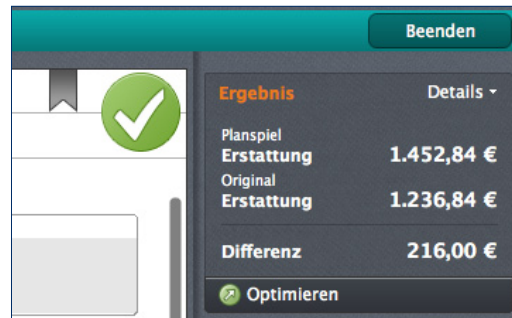 Beenden
Ergebnis Details
Planspiel
Erstattung 1.452,84 €
Original
Erstattung 1.236,84 €
Differenz 216,00 €
Optimieren